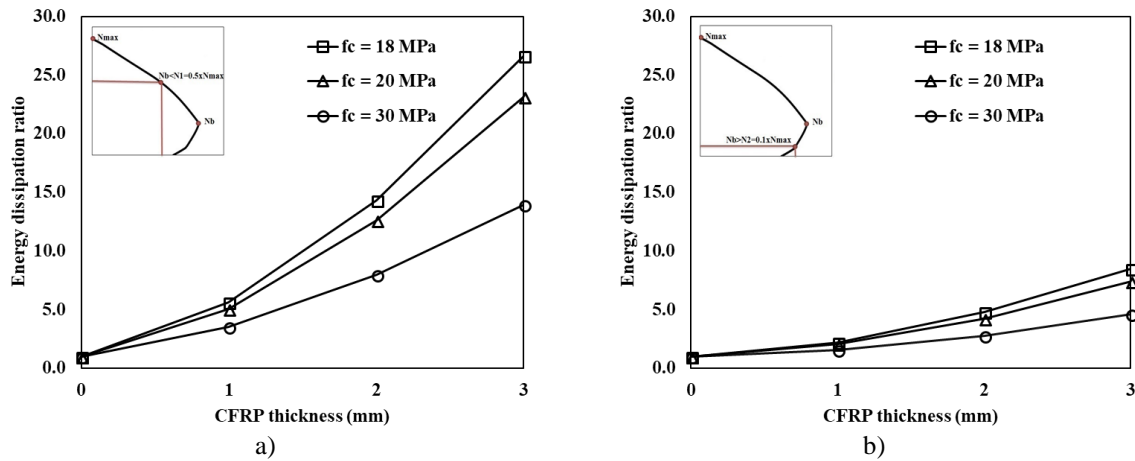 30.0
25.0
20.0
15.0
10.0
5.0
0.0
Energy dissipation ratio
Nmax
Nb<N1=0.5xNmax
Nb
fc = 18 MPa
fc = 20 MPa
fc = 30 MPa
0 1 2 3
CFRP thickness (mm)
a)
30.0
25.0
20.0
15.0
10.0
5.0
0.0
Energy dissipation ratio
Nmax
Nb
Nb>N2=0.1xNmax
fc = 18 MPa
fc = 20 MPa
fc = 30 MPa
0 1 2 3
CFRP thickness (mm)
b)